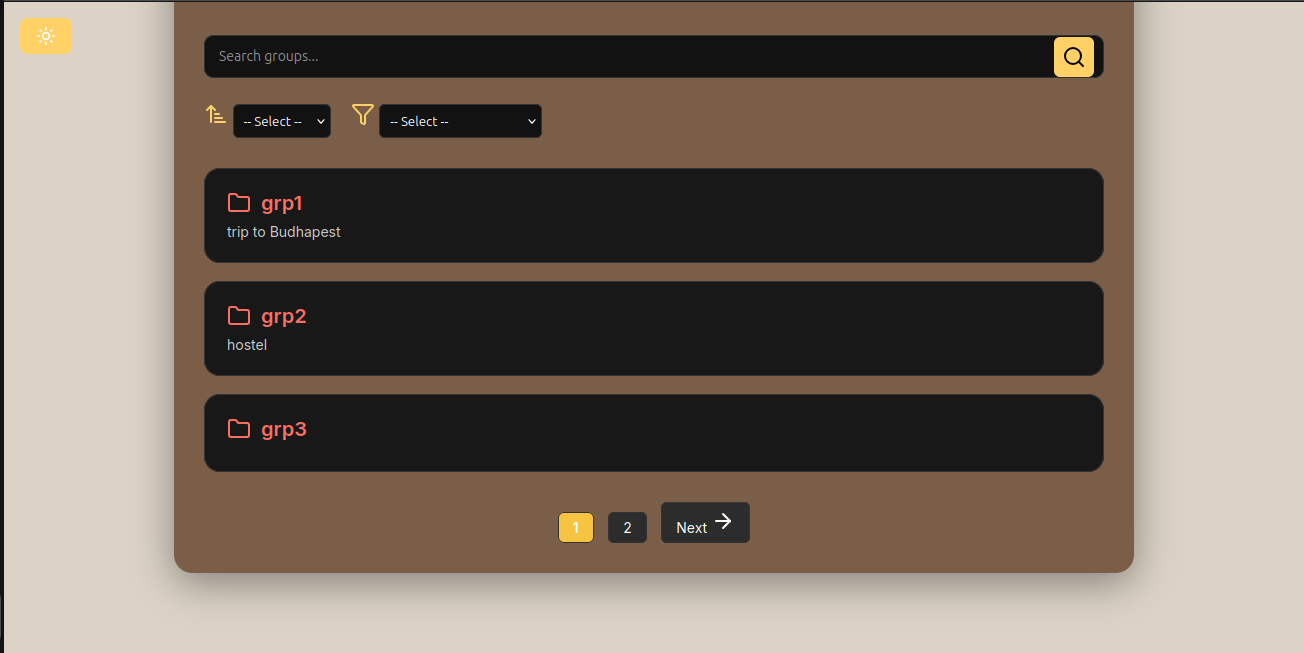 Search groups...
-- Select -- -- Select --
grp1
trip to Budhapest
grp2
hostel
grp3
1 2 Next